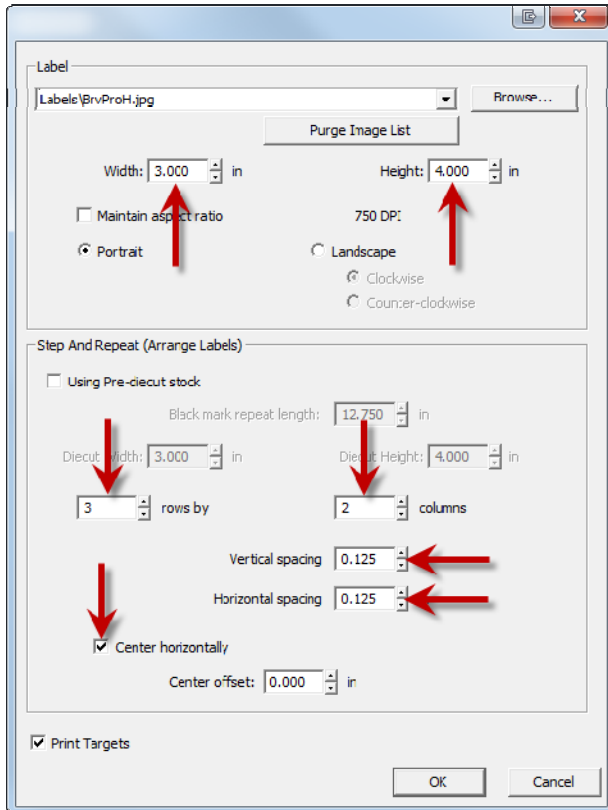 Label
Labels\BrvProH.jpg Browse...
Purge Image List
Width: 3.000 in Height: 4.000 in
Maintain aspect ratio 750 DPI
Portrait Landscape
Clockwise
Counter-clockwise
Step And Repeat (Arrange Labels)
Using Pre-diecut stock
Black mark repeat length: 12.750 in
Diecut Width: 3.000 in Diecut Height: 4.000 in
3 rows by 2 columns
Vertical spacing 0.125
Horizontal spacing 0.125
Center horizontally
Center offset: 0.000 in
Print Targets
OK Cancel